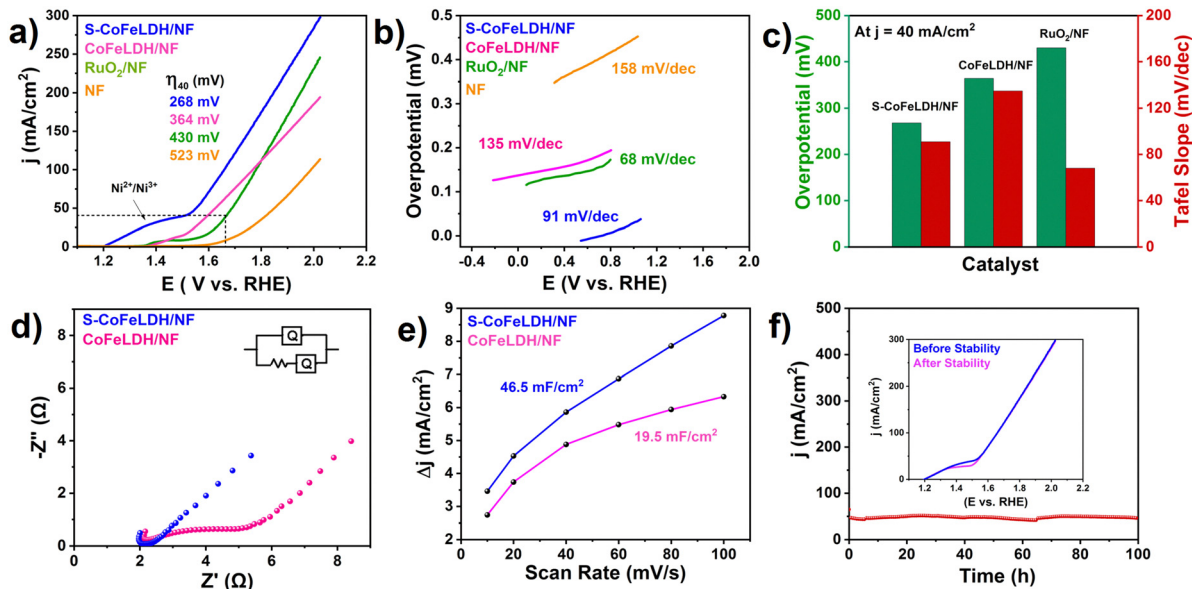 a)
S-CoFeLDH/NF
CoFeLDH/NF
RuO₂/NF
NF
η₄₀ (mV)
268 mV
364 mV
430 mV
523 mV
Ni²⁺/Ni³⁺
j (mA/cm²)
300
250
200
150
100
50
0
1.2 1.4 1.6 1.8 2.0 2.2
E ( V vs. RHE)
b)
S-CoFeLDH/NF
CoFeLDH/NF
RuO₂/NF
NF
158 mV/dec
135 mV/dec
68 mV/dec
91 mV/dec
Overpotential (mV)
0.5
0.4
0.3
0.2
0.1
0.0
-0.4 0.0 0.4 0.8 1.2 1.6
E (V vs. RHE)
c)
At j = 40 mA/cm²
RuO₂/NF
CoFeLDH/NF
S-CoFeLDH/NF
Overpotential (mV)
500
400
300
200
100
0
Tafel Slope (mV/dec)
200
160
120
80
40
0
Catalyst
d)
S-CoFeLDH/NF
CoFeLDH/NF
Q
Q
-Z'' (Ω)
8
6
4
2
0
0 2 4 6 8
Z' (Ω)
e)
S-CoFeLDH/NF
CoFeLDH/NF
46.5 mF/cm²
19.5 mF/cm²
Δj (mA/cm²)
9
8
7
6
5
4
3
2
0 20 40 60 80 100
Scan Rate (mV/s)
f)
j (mA/cm²)
500
400
300
200
100
0
0 20 40 60 80 100
Time (h)
Before Stability
After Stability
j (mA/cm²)
300
200
100
0
1.2 1.4 1.6 1.8 2.0 2.2
(E vs. RHE)